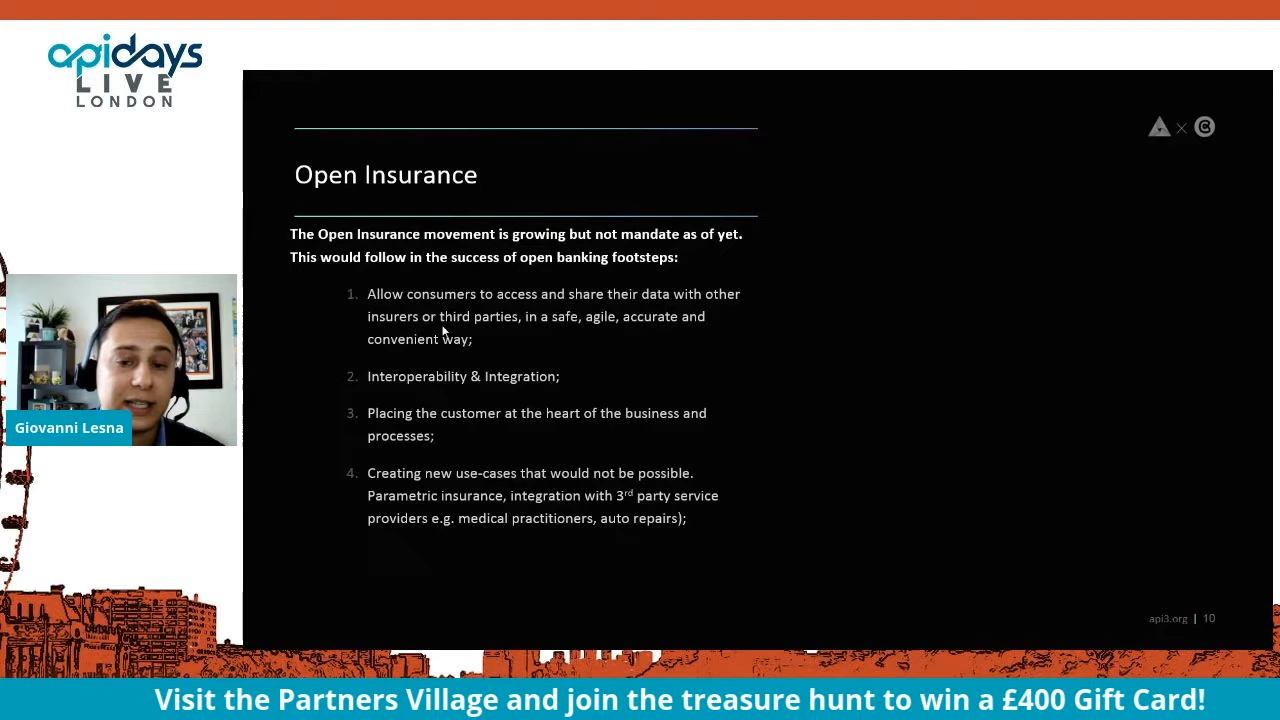 apidays
LIVE
LONDON
Open Insurance
The Open Insurance movement is growing but not mandate as of yet.
This would follow in the success of open banking footsteps:
1. Allow consumers to access and share their data with other
insurers or third parties, in a safe, agile, accurate and
convenient way;
2. Interoperability & Integration;
3. Placing the customer at the heart of the business and
processes;
4. Creating new use-cases that would not be possible.
Parametric insurance, integration with 3rd party service
providers e.g. medical practitioners, auto repairs);
Giovanni Lesna
api3.org | 10
Visit the Partners Village and join the treasure hunt to win a £400 Gift Card!